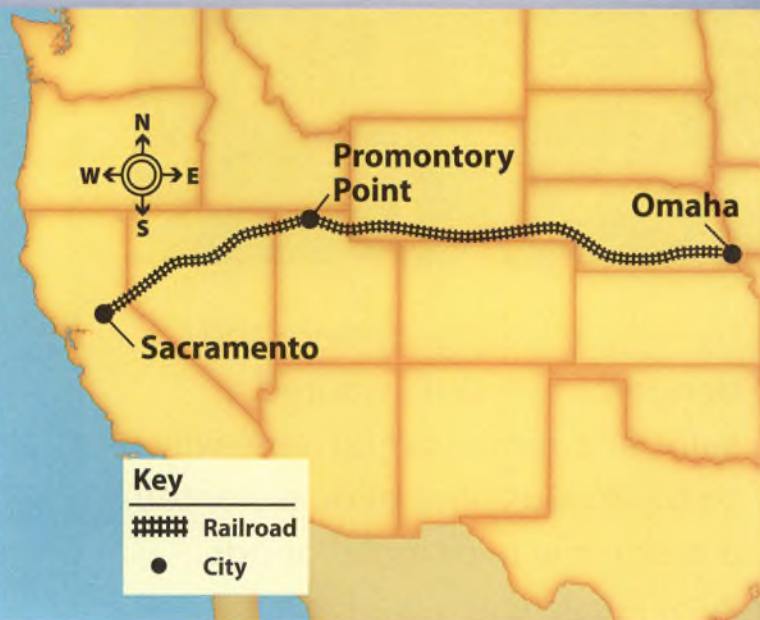 N
W E
S
Promontory
Point
Omaha
Sacramento
Key
Railroad
City